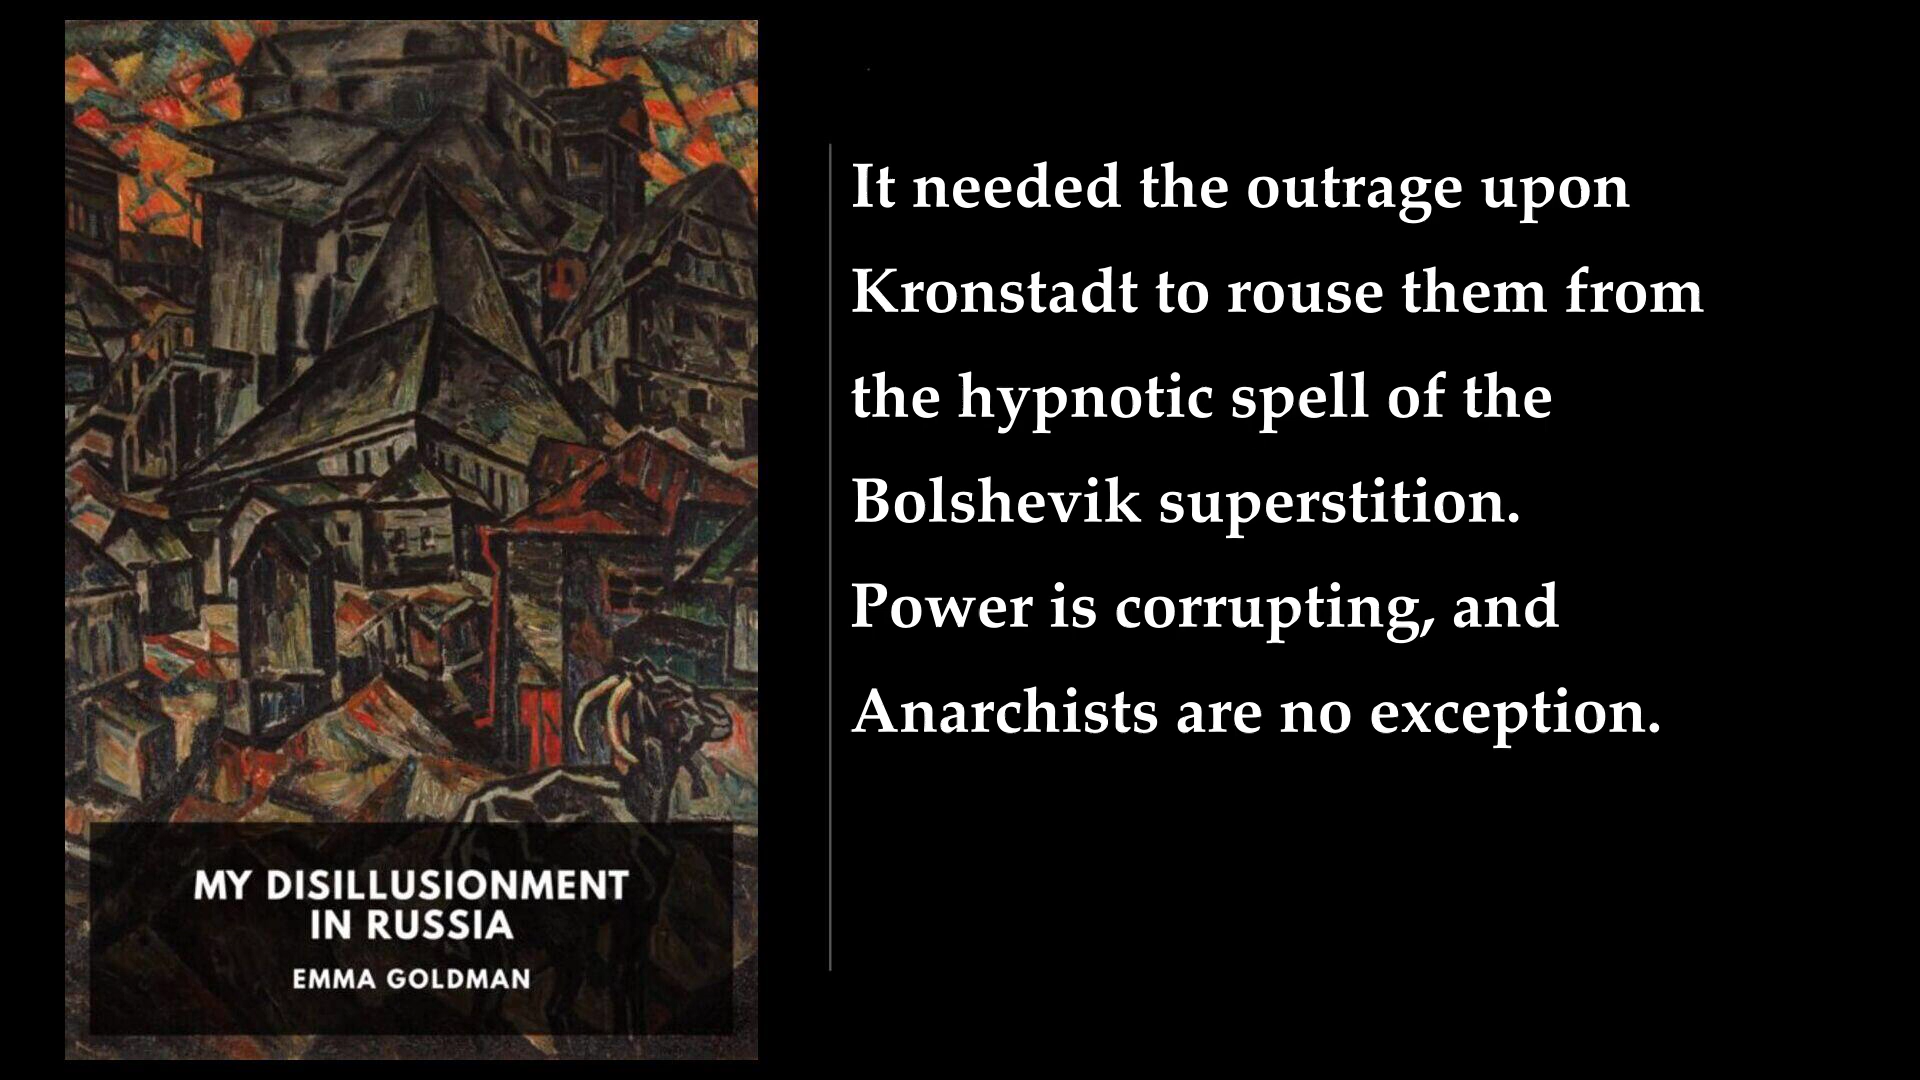 MY DISILLUSIONMENT
IN RUSSIA
EMMA GOLDMAN
It needed the outrage upon
Kronstadt to rouse them from
the hypnotic spell of the
Bolshevik superstition.
Power is corrupting, and
Anarchists are no exception.